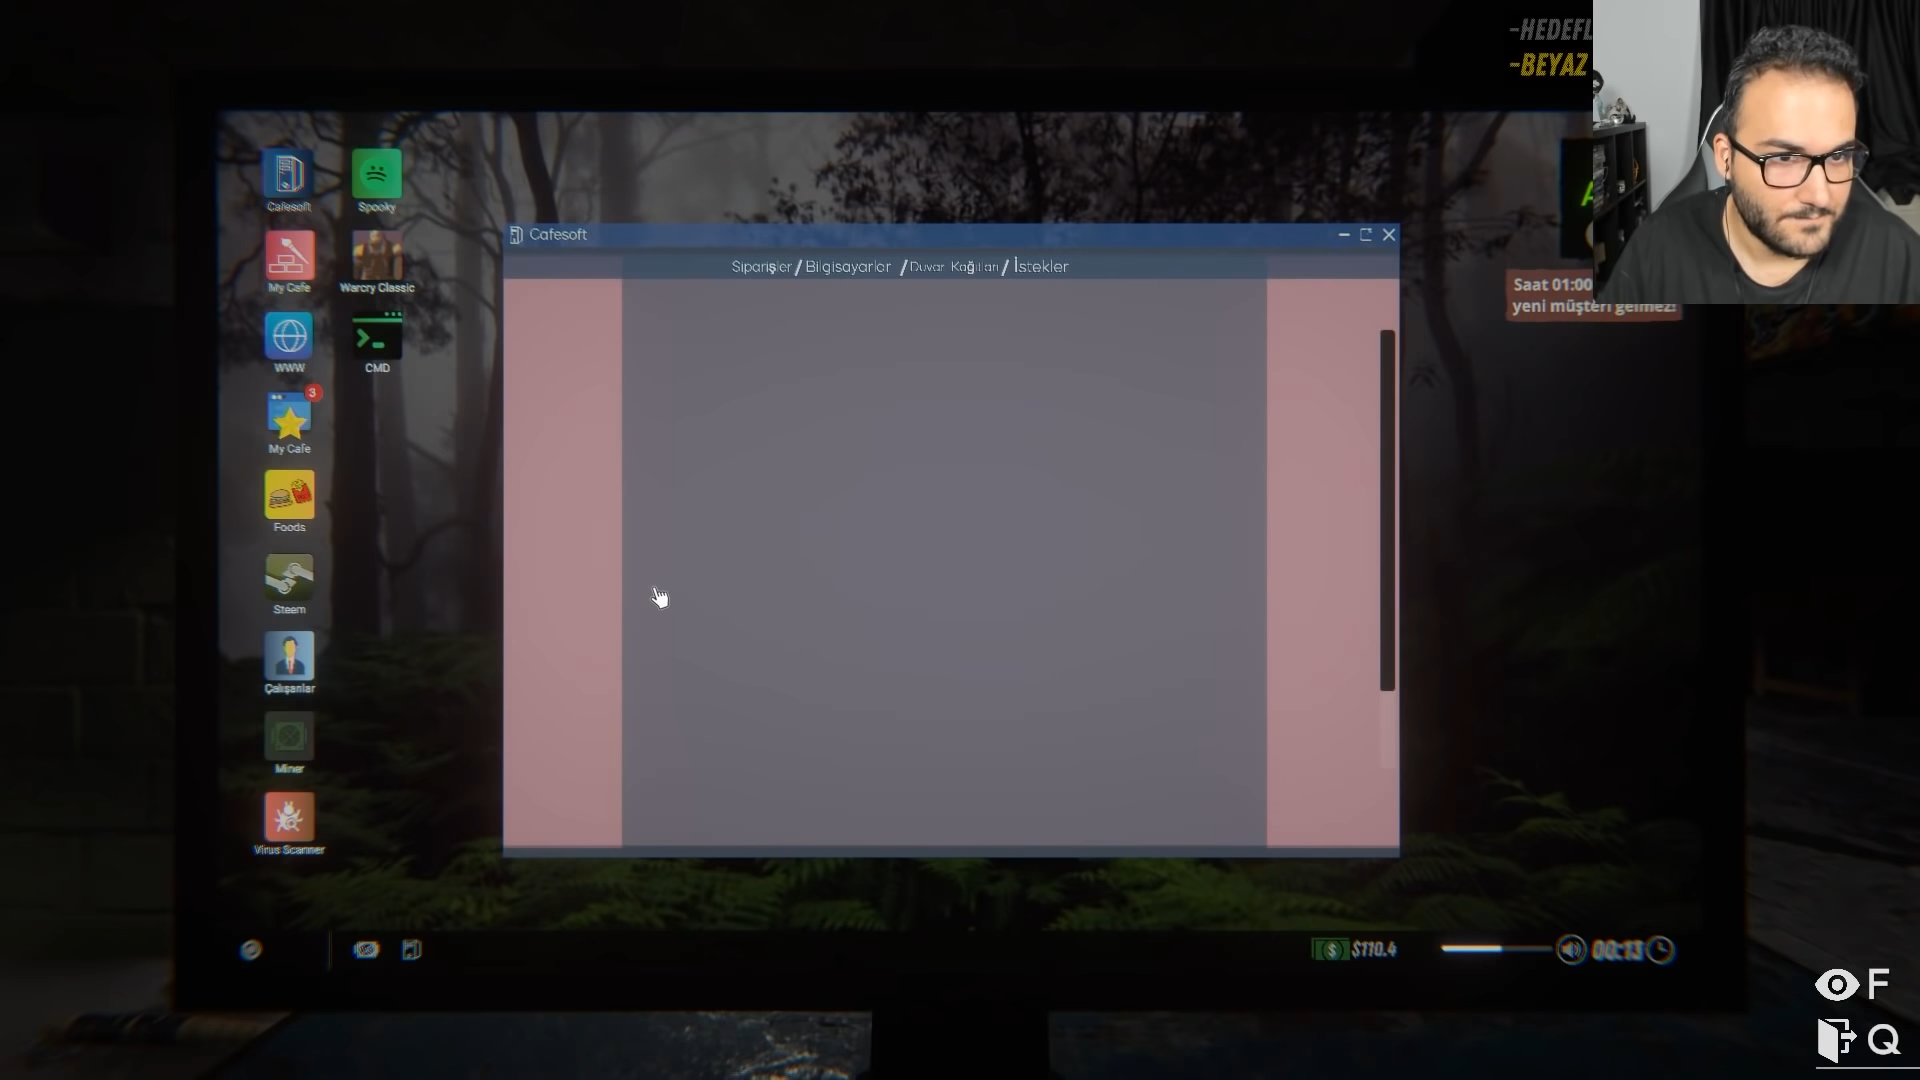 -HEDEFL
-BEYAZ
Cafesoft
Spooky
My Cafe
Warcry Classic
WWW
CMD
3
My Cafe
Foods
Steem
Çalışanlar
Miner
Virus Scanner
Cafesoft
Siparişler / Bilgisayarlar / Duvar Kağıtları / İstekler
Saat 01:00
yeni müşteri gelmez!
$110.4
00:13
F
Q